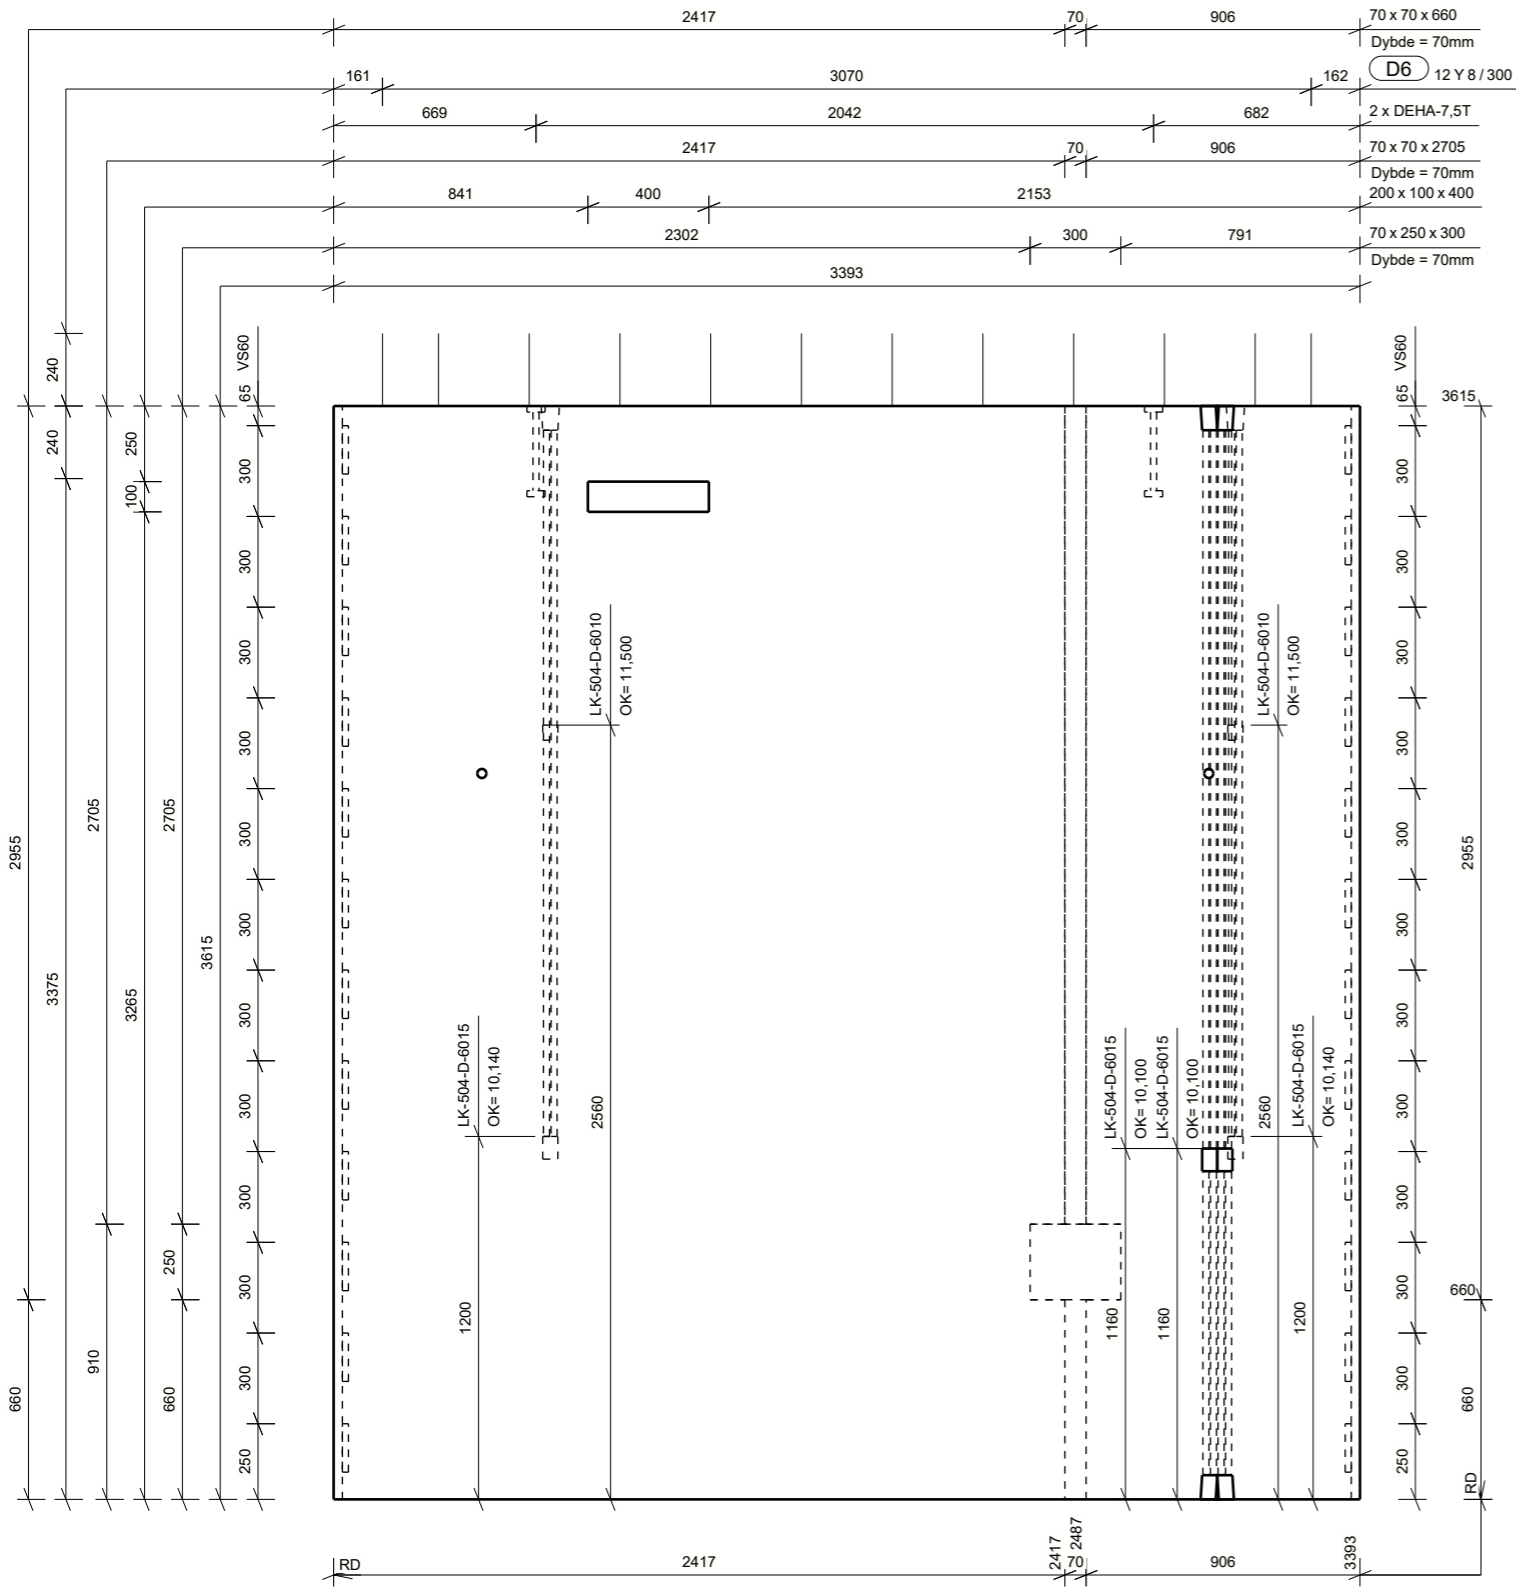 2417 70 906 70 x 70 x 660
Dybde = 70mm
161 3070 162 D6 12 Y 8 / 300
669 2042 682 2 x DEHA-7,5T
2417 70 906 70 x 70 x 2705
Dybde = 70mm
841 400 2153 200 x 100 x 400
2302 300 791 70 x 250 x 300
Dybde = 70mm
3393
240
240
3375
2955
660
2705
910
250
100
3265
2705
250
660
3615
VS60
65
300
300
300
300
300
300
300
300
300
300
300
250
LK-504-D-6010
OK= 11,500
2560
LK-504-D-6015
OK= 10,140
1200
LK-504-D-6015
OK= 10,100
1160
LK-504-D-6015
OK= 10,100
1160
LK-504-D-6010
OK= 11,500
2560
LK-504-D-6015
OK= 10,140
1200
VS60
65
300
300
300
300
300
300
300
300
300
300
300
250
3615
2955
660
660
RD
RD 2417 2417 70 2487 906 3393